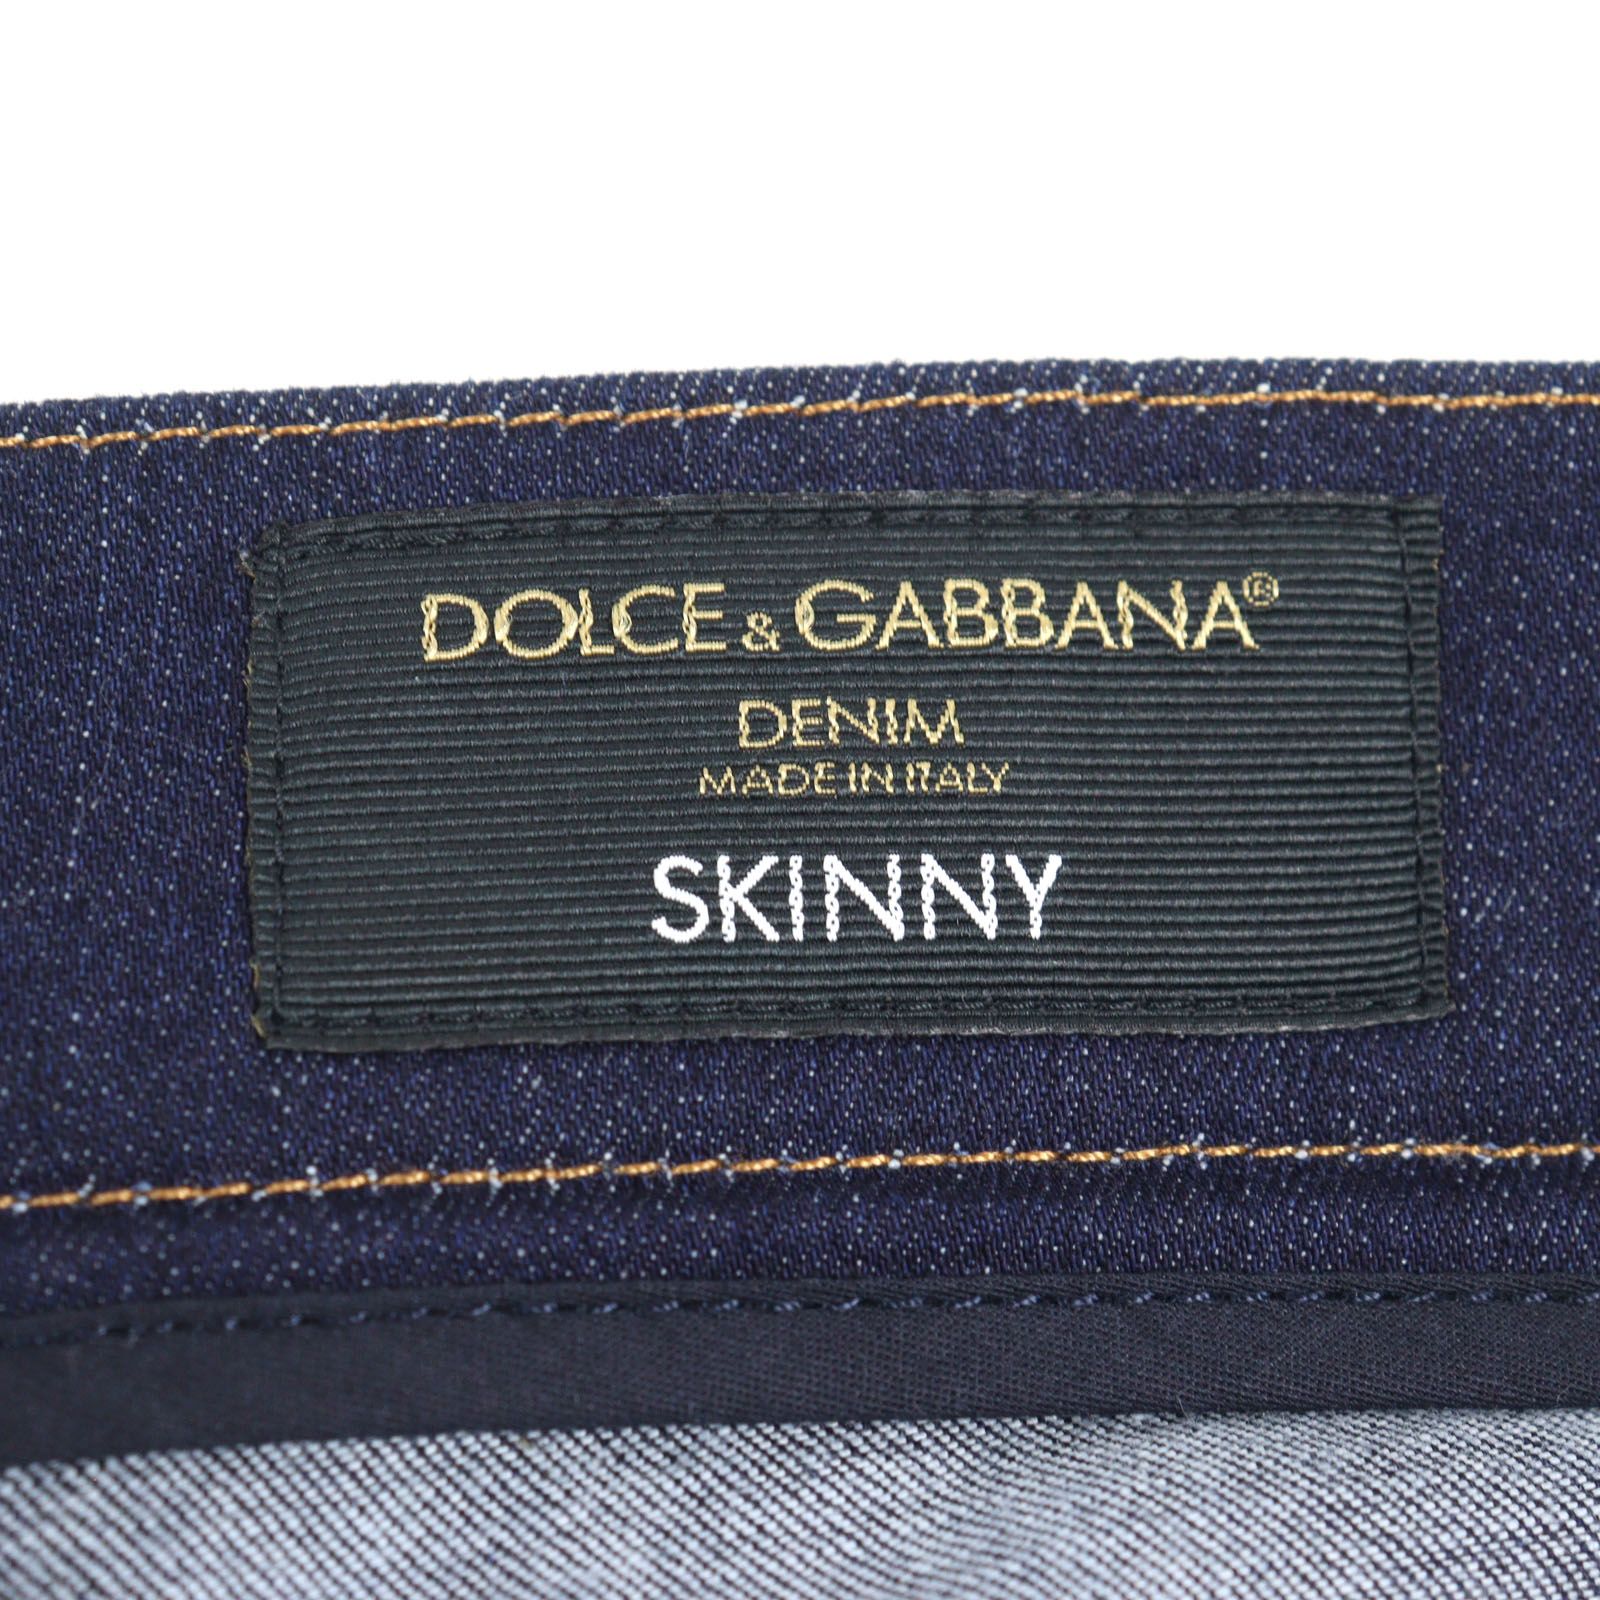 DOLCE & GABBANA®
DENIM
MADE IN ITALY
SKINNY